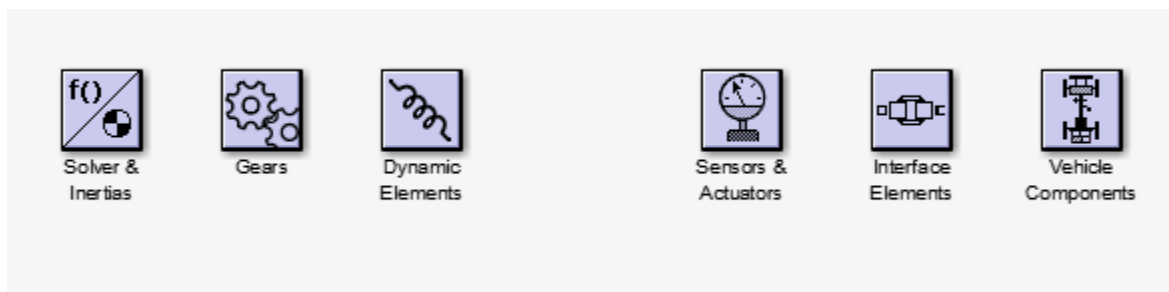 f()
Solver &
Inertias
Gears
Dynamic
Elements
Sensors &
Actuators
Interface
Elements
Vehicle
Components